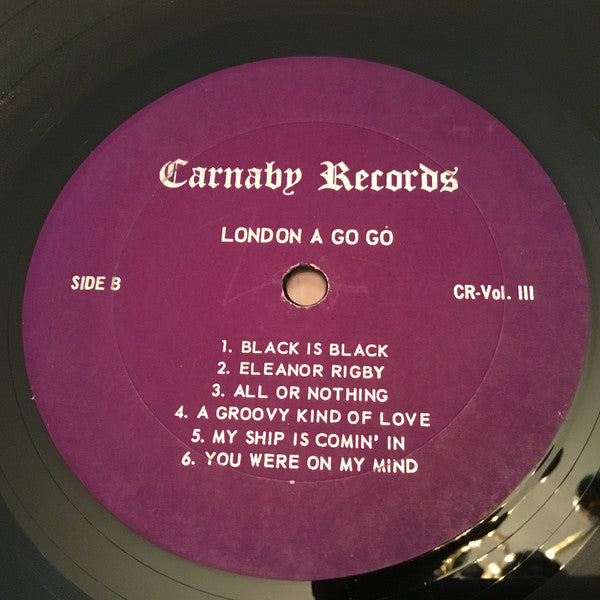 Carnaby Records
LONDON A GO GO
SIDE B
CR-Vol. III
1. BLACK IS BLACK
2. ELEANOR RIGBY
3. ALL OR NOTHING
4. A GROOVY KIND OF LOVE
5. MY SHIP IS COMIN' IN
6. YOU WERE ON MY MIND